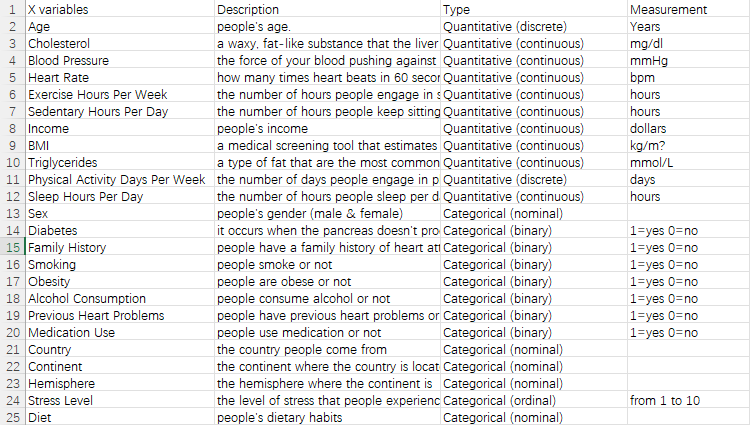 1 X variables Description Type Measurement
2 Age people's age. Quantitative (discrete) Years
3 Cholesterol a waxy, fat-like substance that the liver Quantitative (continuous) mg/dl
4 Blood Pressure the force of your blood pushing against Quantitative (continuous) mmHg
5 Heart Rate how many times heart beats in 60 secon Quantitative (continuous) bpm
6 Exercise Hours Per Week the number of hours people engage in s Quantitative (continuous) hours
7 Sedentary Hours Per Day the number of hours people keep sitting Quantitative (continuous) hours
8 Income people's income Quantitative (continuous) dollars
9 BMI a medical screening tool that estimates Quantitative (continuous) kg/m?
10 Triglycerides a type of fat that are the most common Quantitative (continuous) mmol/L
11 Physical Activity Days Per Week the number of days people engage in p Quantitative (discrete) days
12 Sleep Hours Per Day the number of hours people sleep per d Quantitative (continuous) hours
13 Sex people's gender (male & female) Categorical (nominal)
14 Diabetes it occurs when the pancreas doesn't pro Categorical (binary) 1=yes 0=no
15 Family History people have a family history of heart att Categorical (binary) 1=yes 0=no
16 Smoking people smoke or not Categorical (binary) 1=yes 0=no
17 Obesity people are obese or not Categorical (binary) 1=yes 0=no
18 Alcohol Consumption people consume alcohol or not Categorical (binary) 1=yes 0=no
19 Previous Heart Problems people have previous heart problems or Categorical (binary) 1=yes 0=no
20 Medication Use people use medication or not Categorical (binary) 1=yes 0=no
21 Country the country people come from Categorical (nominal)
22 Continent the continent where the country is locat Categorical (nominal)
23 Hemisphere the hemisphere where the continent is Categorical (nominal)
24 Stress Level the level of stress that people experienc Categorical (ordinal) from 1 to 10
25 Diet people's dietary habits Categorical (nominal)